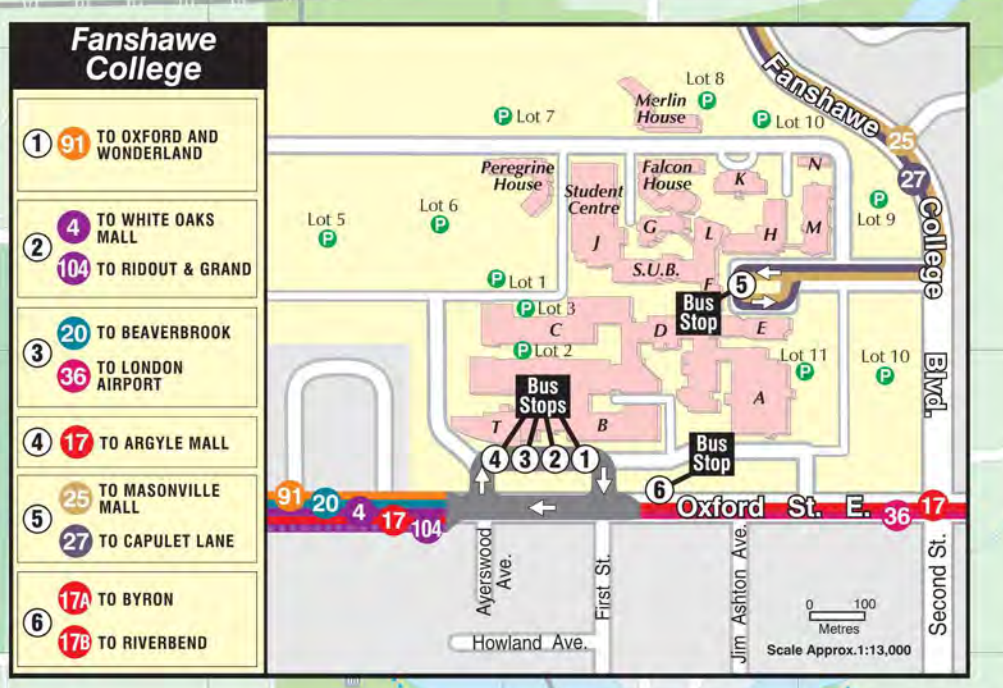 Fanshawe
College
1
91
TO OXFORD AND
WONDERLAND
2
4
TO WHITE OAKS
MALL
104
TO RIDOUT & GRAND
3
20
TO BEAVERBROOK
36
TO LONDON
AIRPORT
4
17
TO ARGYLE MALL
5
25
TO MASONVILLE
MALL
27
TO CAPULET LANE
6
17A
TO BYRON
17B
TO RIVERBEND
Lot 8
P
Merlin
House
P Lot 7
P Lot 10
Fanshawe
College
Blvd.
25
27
Peregrine
House
Student
Centre
Falcon
House
K
N
Lot 5
P
Lot 6
P
P
Lot 9
J
G
L
H
M
S.U.B.
F
P Lot 1
5
Bus
Stop
P Lot 3
C
D
E
P Lot 2
Lot 11
P
Lot 10
P
Bus
Stops
A
T
B
Bus
Stop
4
3
2
1
6
91
20
4
17
104
Oxford St. E.
36
17
Ayerswood
Ave.
First St.
Jim Ashton Ave.
Second St.
Howland Ave.
0 100
Metres
Scale Approx.1:13,000